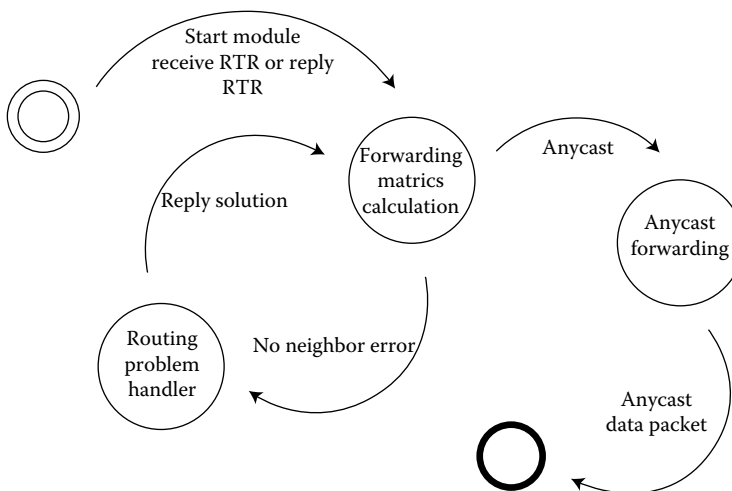 Start module
receive RTR or reply
RTR
Forwarding
matrics
calculation
Anycast
Anycast
forwarding
Reply solution
Routing
problem
handler
No neighbor error
Anycast
data packet